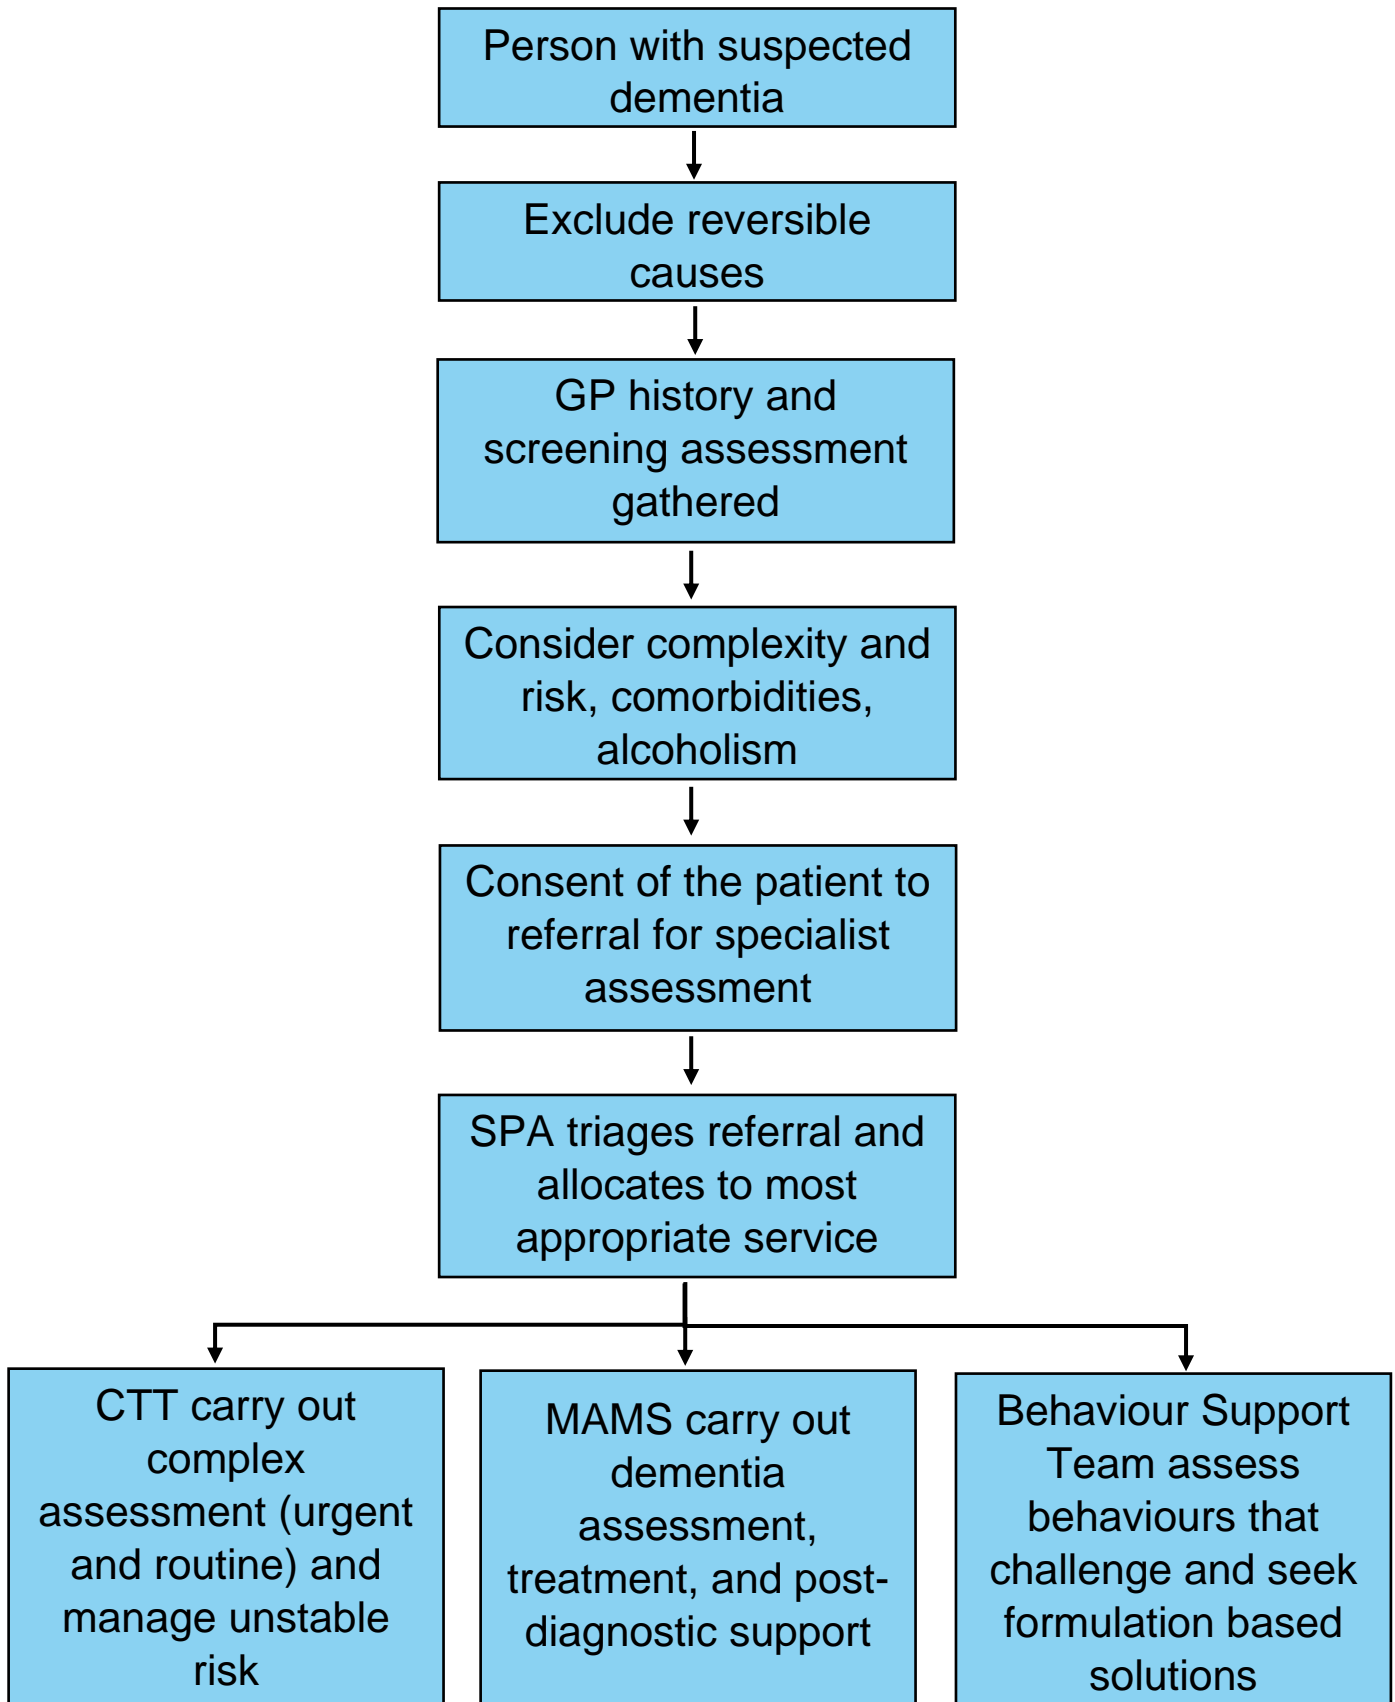 Person with suspected
dementia
Exclude reversible
causes
GP history and
screening assessment
gathered
Consider complexity and
risk, comorbidities,
alcoholism
Consent of the patient to
referral for specialist
assessment
SPA triages referral and
allocates to most
appropriate service
CTT carry out
complex
assessment (urgent
and routine) and
manage unstable
risk
MAMS carry out
dementia
assessment,
treatment, and post-
diagnostic support
Behaviour Support
Team assess
behaviours that
challenge and seek
formulation based
solutions